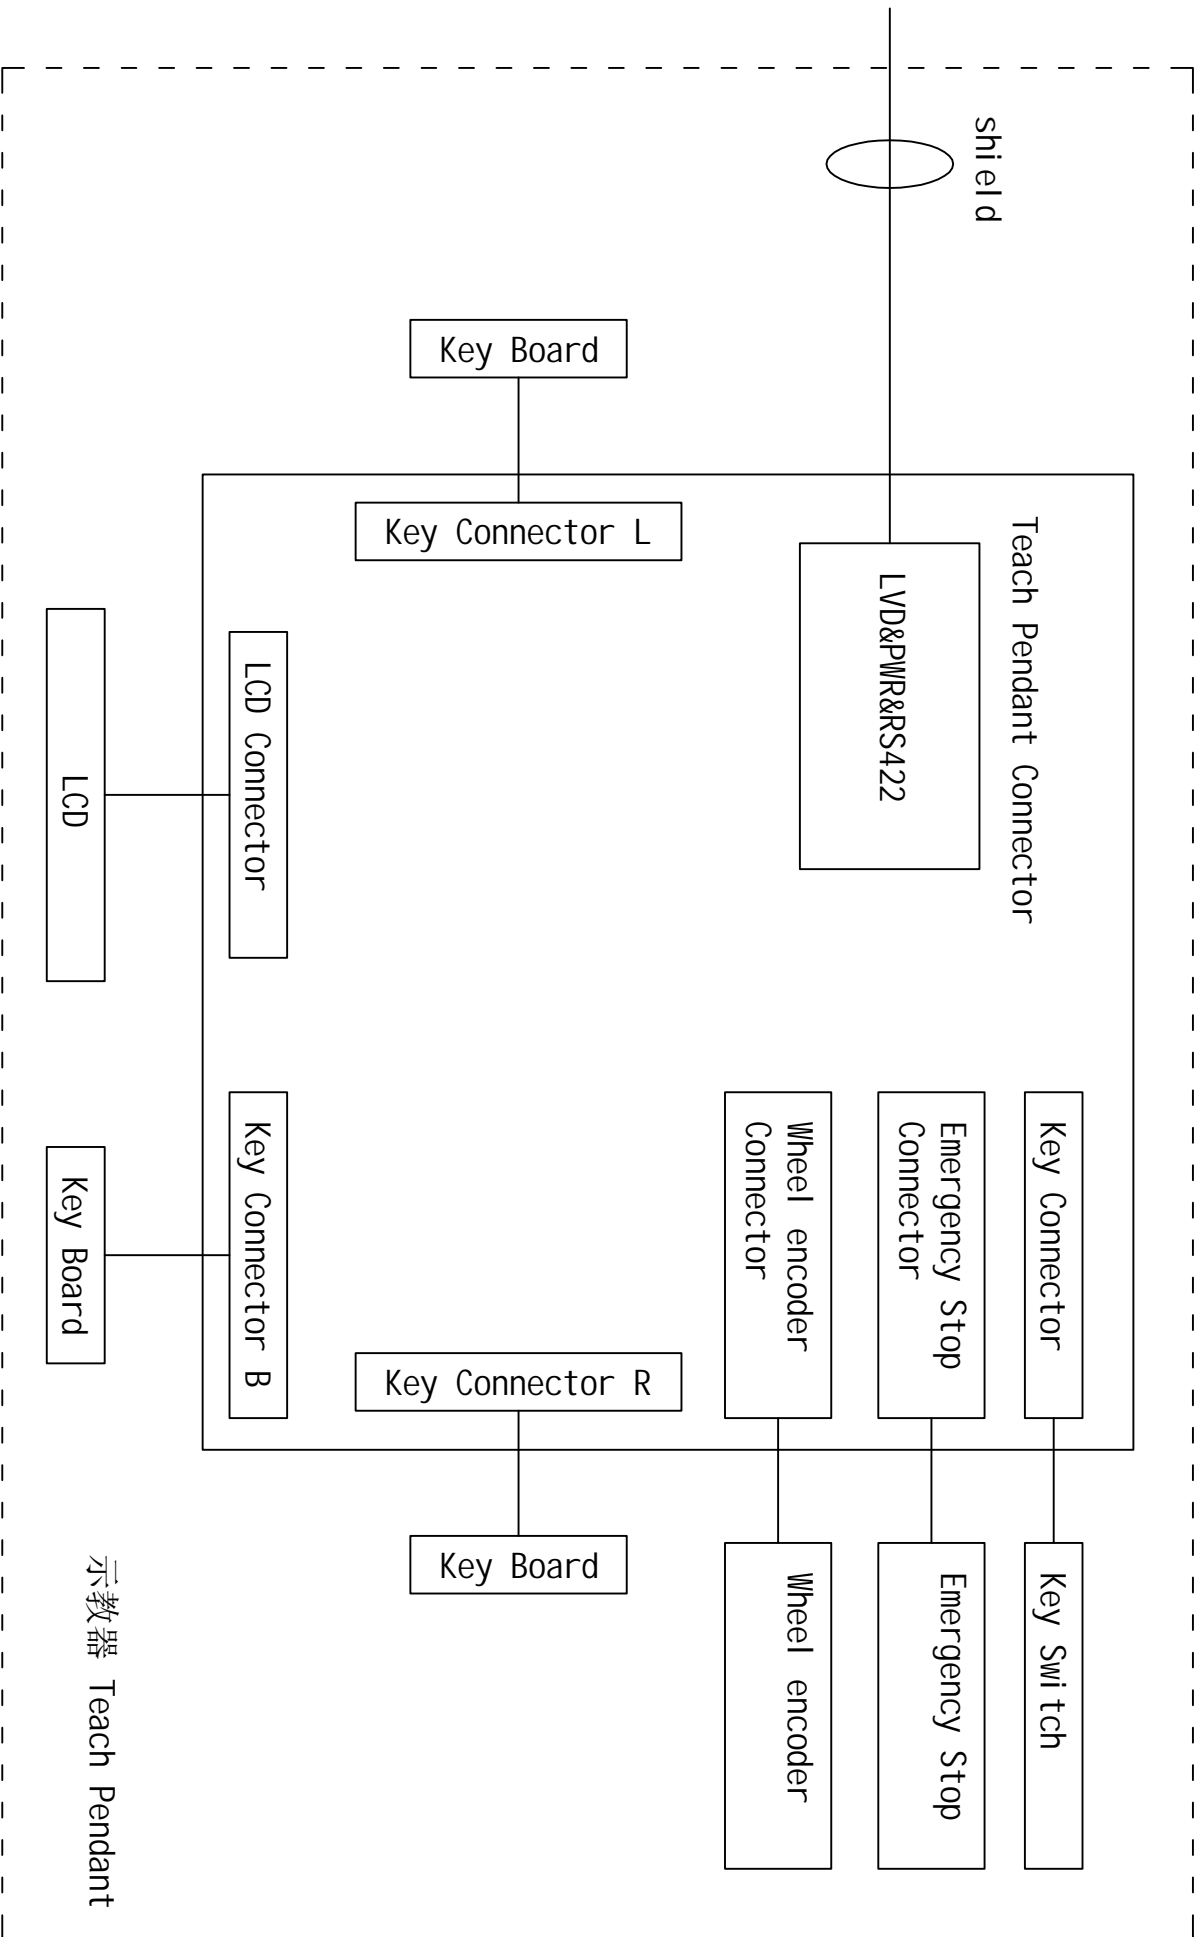 shield
Teach Pendant Connector
LVD&PWR&RS422
Key Board
Key Connector L
LCD Connector
LCD
Key Connector
Key Switch
Emergency Stop
Connector
Emergency Stop
Wheel encoder
Connector
Wheel encoder
Key Connector R
Key Board
Key Connector B
Key Board
示教器 Teach Pendant